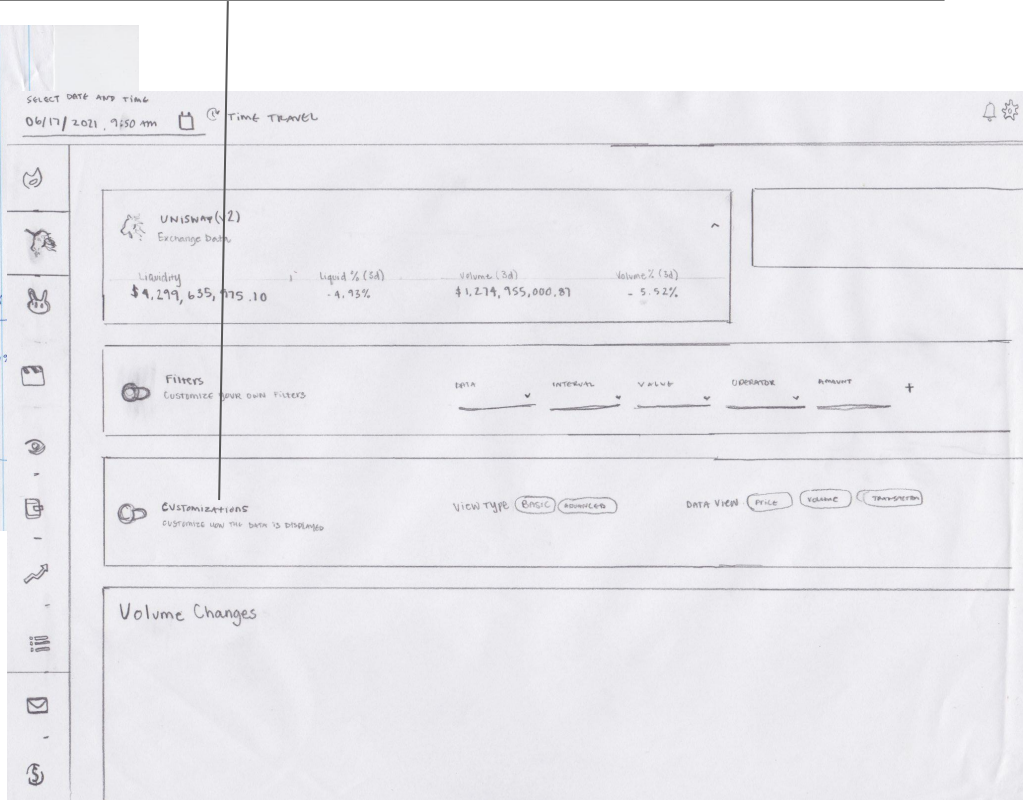 SELECT DATE AND TIME
06/17/2021, 9:50 AM
TIME TRAVEL
UNISWAP (v2)
Exchange Data
Liquidity
liquid % (3d)
Volume (3d)
Volume % (3d)
$4,299,635,975.10
-4.93%
$1,274,955,000.87
- 5.52%
Filters
CUSTOMIZE YOUR OWN FILTERS
DATA
INTERVAL
VALUE
OPERATOR
AMOUNT
+
CUSTOMIZATIONS
CUSTOMIZE HOW THE DATA IS DISPLAYED
VIEW TYPE
BASIC
ADVANCED
DATA VIEW
PRICE
VOLUME
Volume Changes